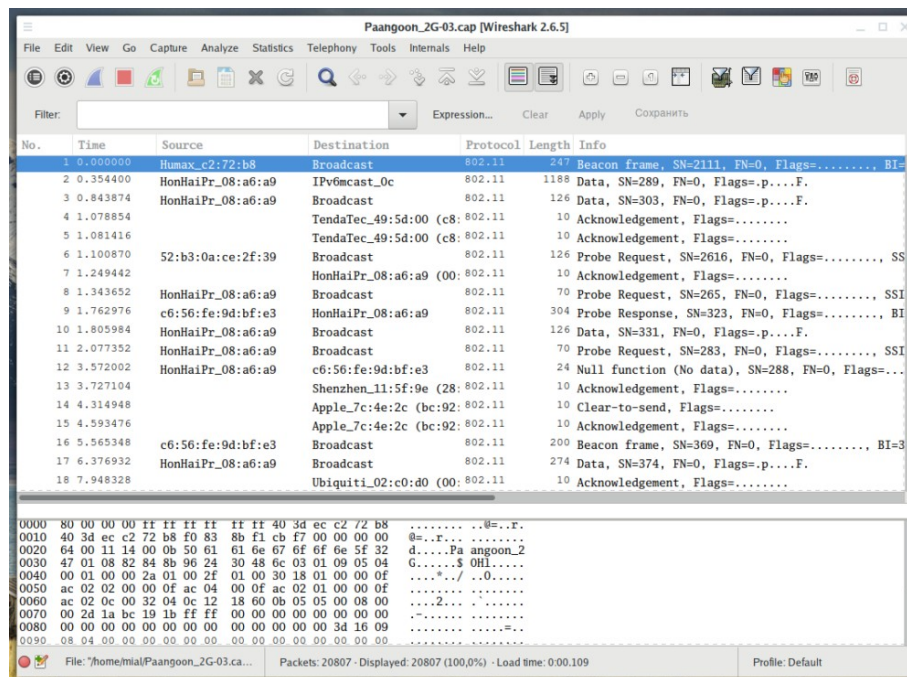 Paangoon_2G-03.cap [Wireshark 2.6.5]
File Edit View Go Capture Analyze Statistics Telephony Tools Internals Help
Filter: Expression... Clear Apply Сохранить
No. Time Source Destination Protocol Length Info
1 0.000000 Humax_c2:72:b8 Broadcast 802.11 247 Beacon frame, SN=2111, FN=0, Flags=........, BI=
2 0.354400 HonHaiPr_08:a6:a9 IPv6mcast_0c 802.11 1188 Data, SN=289, FN=0, Flags=.p....F.
3 0.843874 HonHaiPr_08:a6:a9 Broadcast 802.11 126 Data, SN=303, FN=0, Flags=.p....F.
4 1.078854 TendaTec_49:5d:00 (c8: 802.11 10 Acknowledgement, Flags=........
5 1.081416 TendaTec_49:5d:00 (c8: 802.11 10 Acknowledgement, Flags=........
6 1.100870 52:b3:0a:ce:2f:39 Broadcast 802.11 126 Probe Request, SN=2616, FN=0, Flags=........, SS
7 1.249442 HonHaiPr_08:a6:a9 (00: 802.11 10 Acknowledgement, Flags=........
8 1.343652 HonHaiPr_08:a6:a9 Broadcast 802.11 70 Probe Request, SN=265, FN=0, Flags=........, SSI
9 1.762976 c6:56:fe:9d:bf:e3 HonHaiPr_08:a6:a9 802.11 304 Probe Response, SN=323, FN=0, Flags=........, BI
10 1.805984 HonHaiPr_08:a6:a9 Broadcast 802.11 126 Data, SN=331, FN=0, Flags=.p....F.
11 2.077352 HonHaiPr_08:a6:a9 Broadcast 802.11 70 Probe Request, SN=283, FN=0, Flags=........, SSI
12 3.572002 HonHaiPr_08:a6:a9 c6:56:fe:9d:bf:e3 802.11 24 Null function (No data), SN=288, FN=0, Flags=...
13 3.727104 Shenzhen_11:5f:9e (28: 802.11 10 Acknowledgement, Flags=........
14 4.314948 Apple_7c:4e:2c (bc:92: 802.11 10 Clear-to-send, Flags=........
15 4.593476 Apple_7c:4e:2c (bc:92: 802.11 10 Acknowledgement, Flags=........
16 5.565348 c6:56:fe:9d:bf:e3 Broadcast 802.11 200 Beacon frame, SN=369, FN=0, Flags=........, BI=3
17 6.376932 HonHaiPr_08:a6:a9 Broadcast 802.11 274 Data, SN=374, FN=0, Flags=.p....F.
18 7.948328 Ubiquiti_02:c0:d0 (00: 802.11 10 Acknowledgement, Flags=........
0000 80 00 00 00 ff ff ff ff ff ff 40 3d ec c2 72 b8 ........ ..@=..r.
0010 40 3d ec c2 72 b8 f0 83 8b f1 cb f7 00 00 00 00 @=..r... ........
0020 64 00 11 14 00 0b 50 61 61 6e 67 6f 6f 6e 5f 32 d.....Pa angoon_2
0030 47 01 08 82 84 8b 96 24 30 48 6c 03 01 09 05 04 G......$ 0Hl.....
0040 00 01 00 00 2a 01 00 2f 01 00 30 18 01 00 00 0f ....*../ ..0.....
0050 ac 02 02 00 00 0f ac 04 00 0f ac 02 01 00 00 0f ........ ........
0060 ac 02 0c 00 32 04 0c 12 18 60 0b 05 05 00 08 00 ....2... .`......
0070 00 2d 1a bc 19 1b ff ff 00 00 00 00 00 00 00 00 .-...... ........
0080 00 00 00 00 00 00 00 00 00 00 00 00 00 3d 16 09 ........ .....=..
0090 08 04 00 00 00 00 00 00 00 00 00 00 00 00 00 00 ........ ........
File: "/home/mial/Paangoon_2G-03.ca... Packets: 20807 · Displayed: 20807 (100,0%) · Load time: 0:00.109 Profile: Default